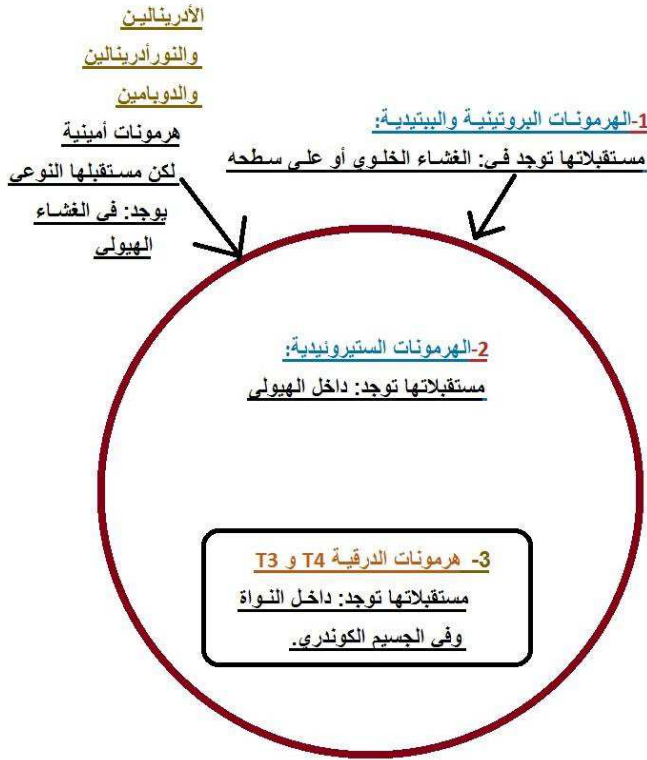 الأدرينالين
والنورأدرينالين
والدوبامين
هرمونات أمينية
لكن مستقبلها النوعي
يوجد: في الغشاء
الهيولي
1-الهرمونات البروتينية والببتيدية:
مستقبلاتها توجد في: الغشاء الخلوي أو على سطحه
2-الهرمونات الستيروئيدية:
مستقبلاتها توجد: داخل الهيولى
3- هرمونات الدرقية T4 و T3
مستقبلاتها توجد: داخل النواة
وفي الجسيم الكوندري.